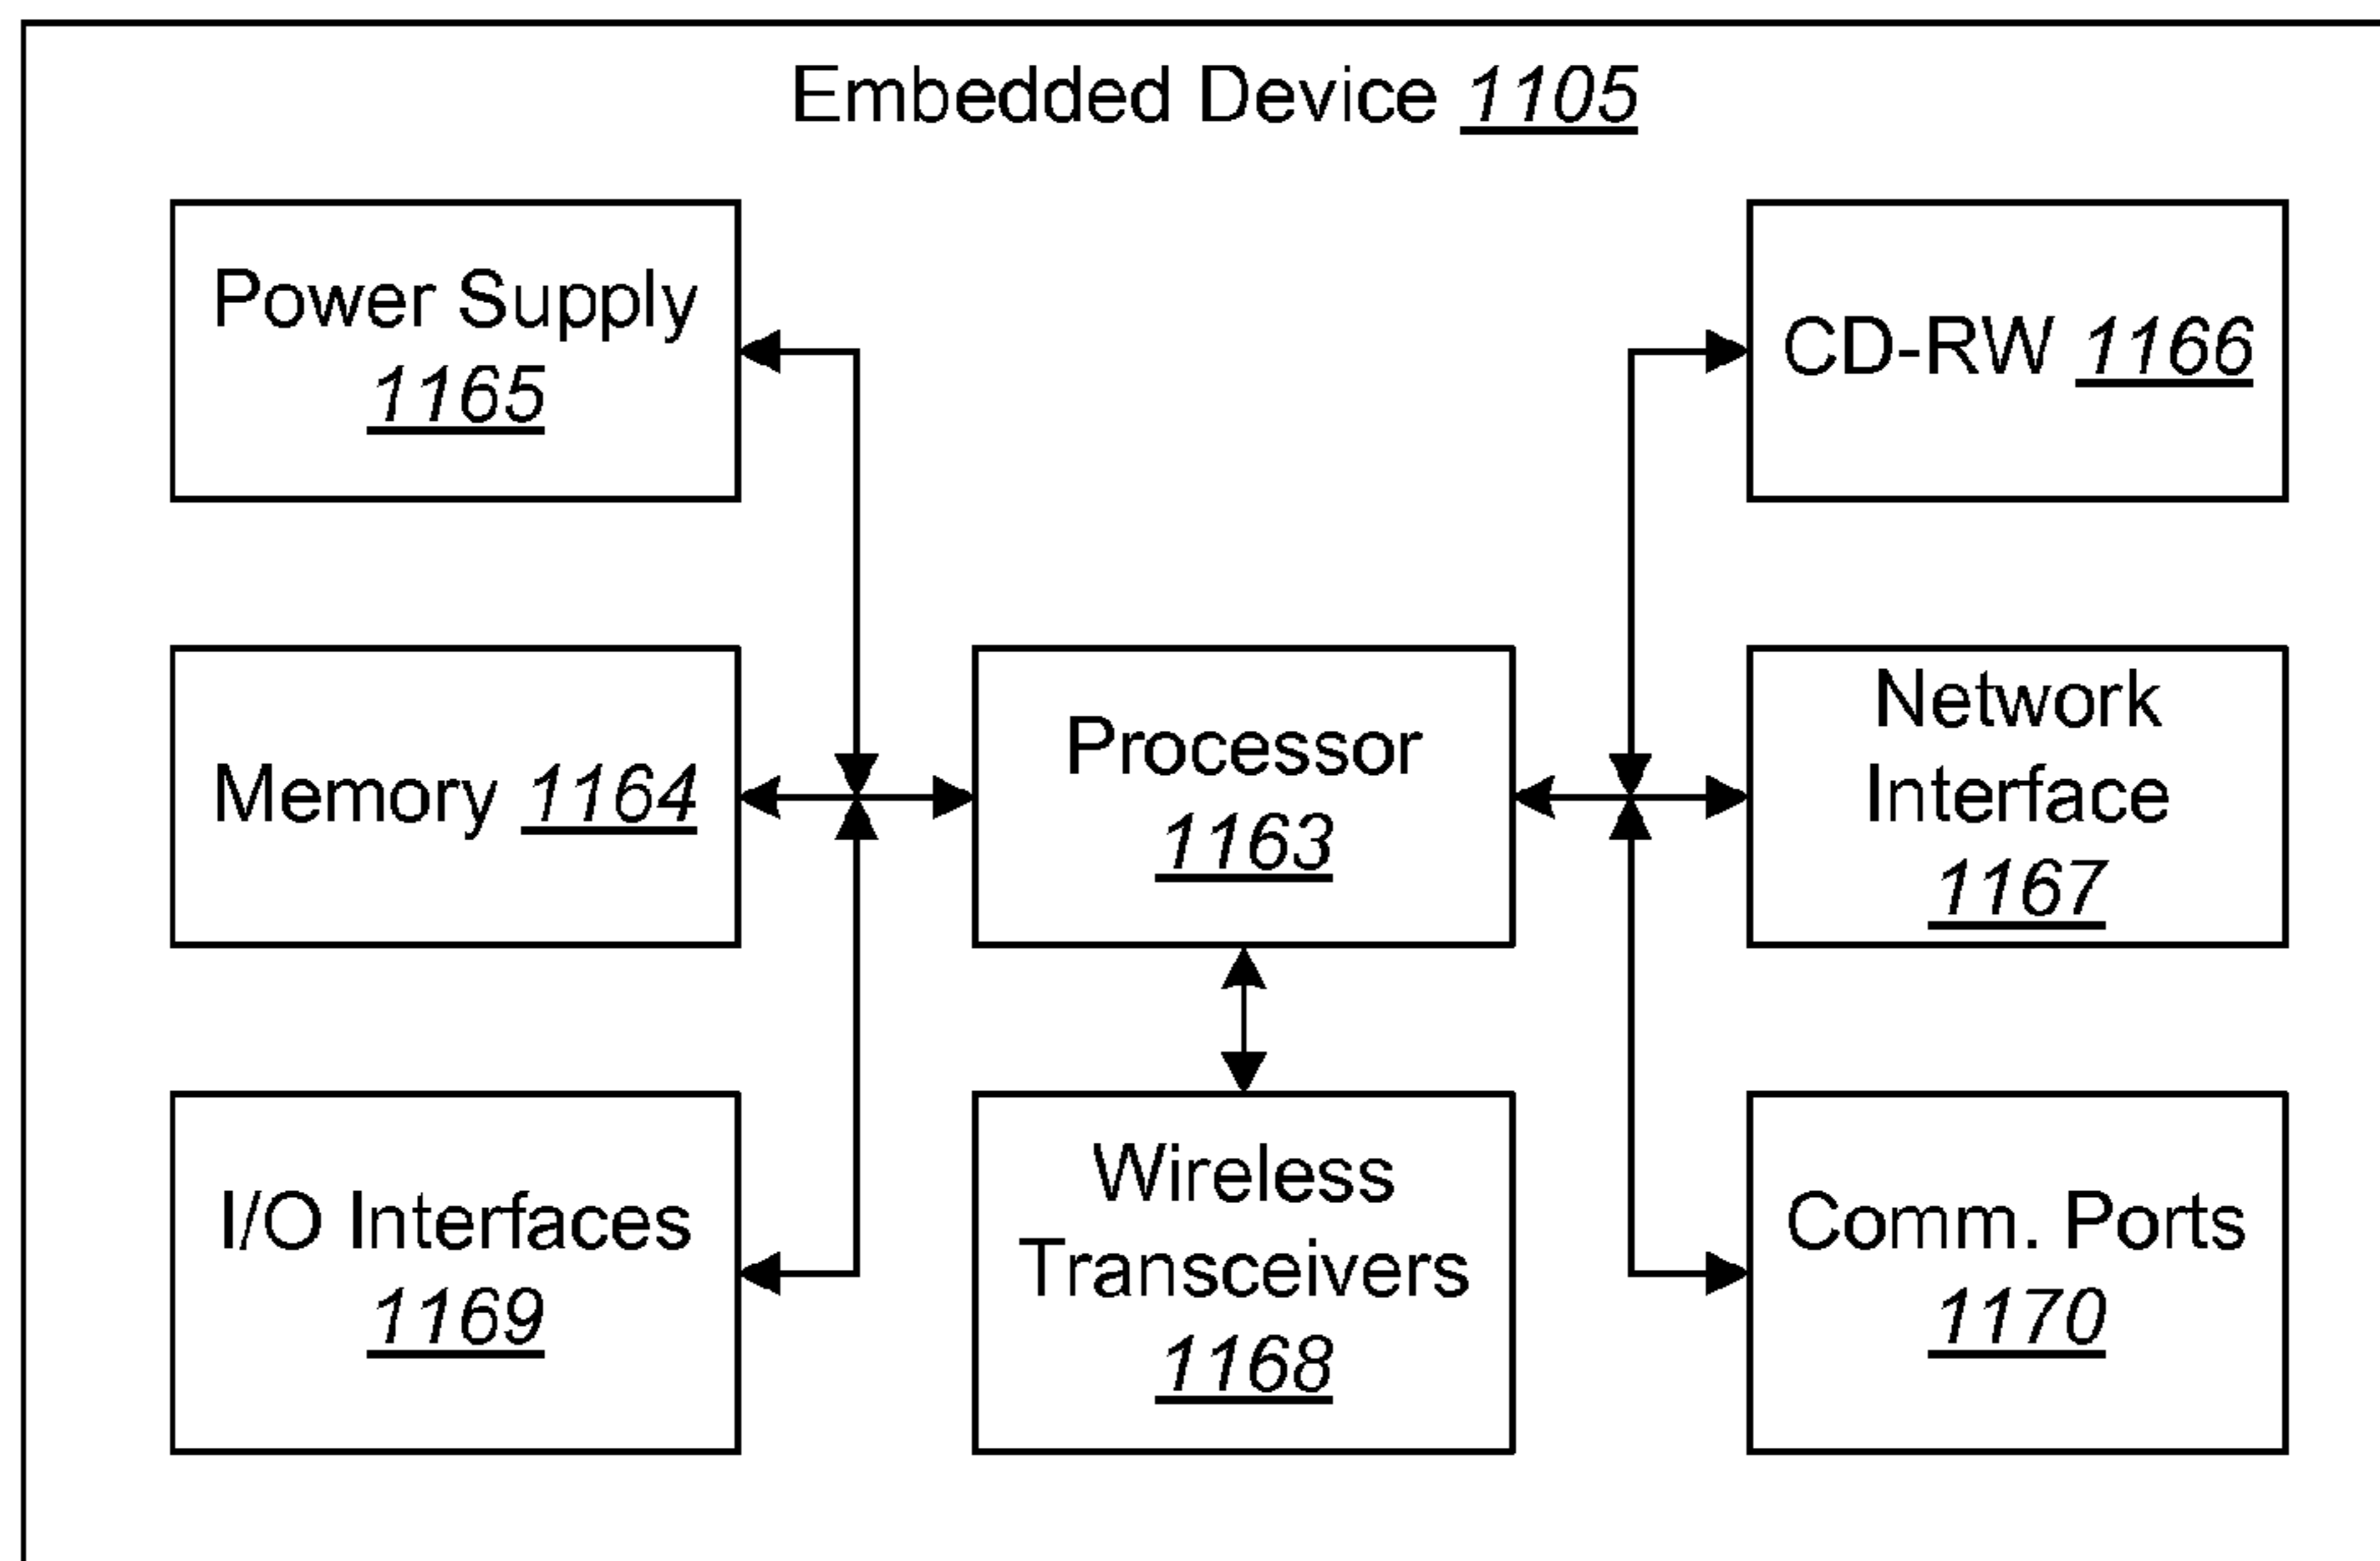 Embedded Device 1105
Power Supply
1165
CD-RW 1166
Memory 1164
Processor
1163
Network
Interface
1167
I/O Interfaces
1169
Wireless
Transceivers
1168
Comm. Ports
1170